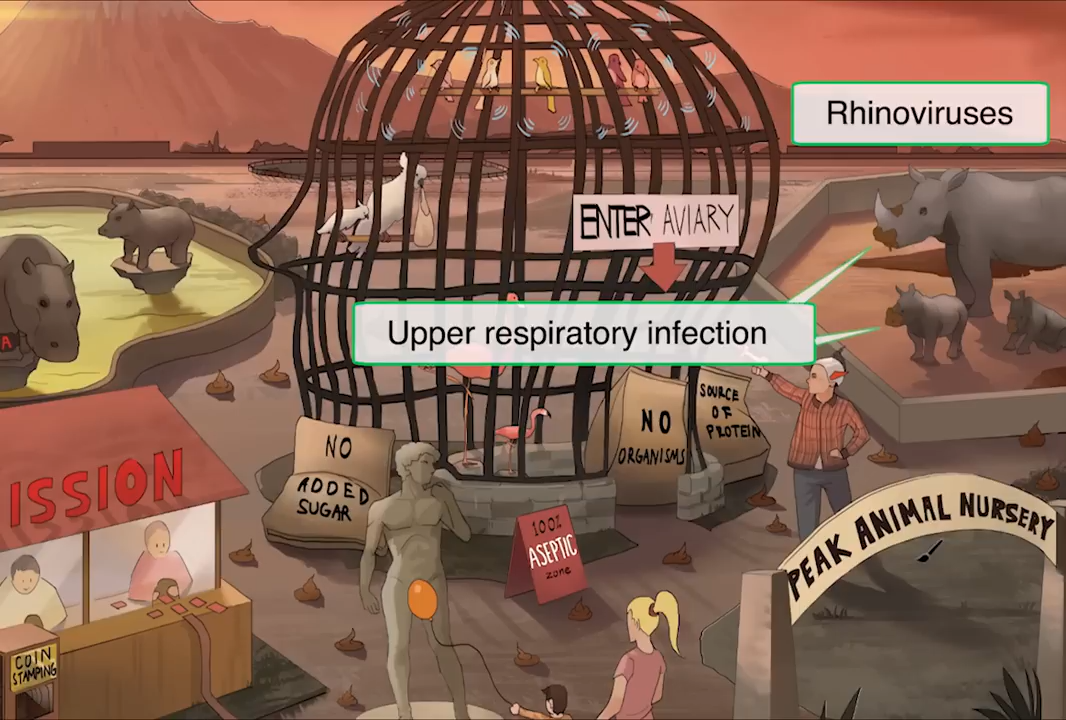 Rhinoviruses
ENTER AVIARY
Upper respiratory infection
A
NO
ADDED
SUGAR
NO
ORGANISMS
SOURCE
OF
PROTEIN
ISSION
100%
ASEPTIC
zone
PEAK ANIMAL NURSERY
COIN
STAMPING